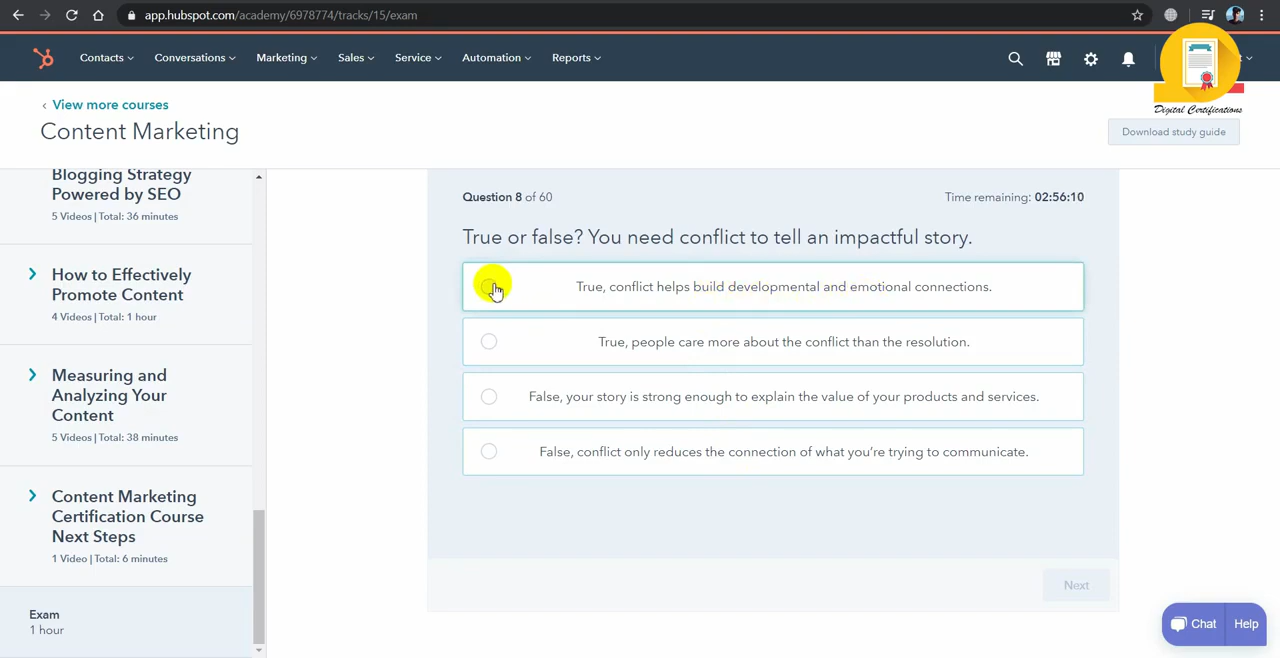 app.hubspot.com/academy/6978774/tracks/15/exam
Contacts
Conversations
Marketing
Sales
Service
Automation
Reports
Digital Certifications
View more courses
Content Marketing
Download study guide
Blogging Strategy
Powered by SEO
5 Videos | Total: 36 minutes
How to Effectively
Promote Content
4 Videos | Total: 1 hour
Measuring and
Analyzing Your
Content
5 Videos | Total: 38 minutes
Content Marketing
Certification Course
Next Steps
1 Video | Total: 6 minutes
Exam
1 hour
Question 8 of 60
Time remaining: 02:56:10
True or false? You need conflict to tell an impactful story.
True, conflict helps build developmental and emotional connections.
True, people care more about the conflict than the resolution.
False, your story is strong enough to explain the value of your products and services.
False, conflict only reduces the connection of what you’re trying to communicate.
Next
Chat
Help